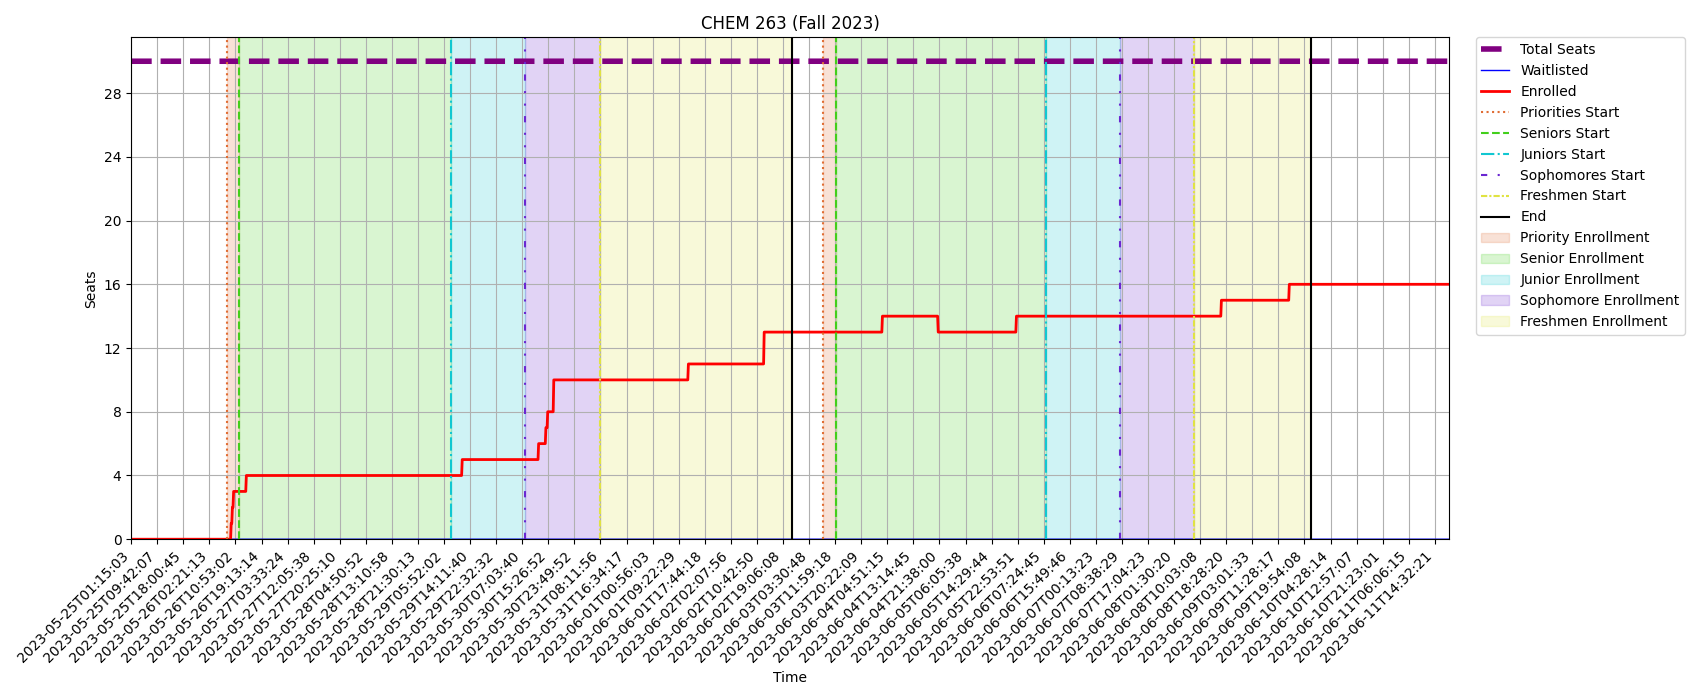 CHEM 263 (Fall 2023)
Seats
28
24
20
16
12
8
4
0
2023-05-25T01:15:03
2023-05-25T09:42:07
2023-05-25T18:00:45
2023-05-26T02:21:13
2023-05-26T10:53:02
2023-05-26T19:13:14
2023-05-27T03:33:24
2023-05-27T12:05:38
2023-05-27T20:25:10
2023-05-28T04:50:52
2023-05-28T13:10:58
2023-05-28T21:30:13
2023-05-29T05:52:02
2023-05-29T14:11:40
2023-05-29T22:32:32
2023-05-30T07:03:40
2023-05-30T15:26:52
2023-05-30T23:49:52
2023-05-31T08:11:56
2023-05-31T16:34:17
2023-06-01T00:56:03
2023-06-01T09:22:29
2023-06-01T17:44:18
2023-06-02T02:07:56
2023-06-02T10:42:50
2023-06-02T19:06:08
2023-06-03T03:30:48
2023-06-03T11:59:18
2023-06-03T20:22:09
2023-06-04T04:51:15
2023-06-04T13:14:45
2023-06-04T21:38:00
2023-06-05T06:05:38
2023-06-05T14:29:44
2023-06-05T22:53:51
2023-06-06T07:24:45
2023-06-06T15:49:46
2023-06-07T00:13:23
2023-06-07T08:38:29
2023-06-07T17:04:23
2023-06-08T01:30:20
2023-06-08T10:03:08
2023-06-08T18:28:20
2023-06-09T03:01:33
2023-06-09T11:28:17
2023-06-09T19:54:08
2023-06-10T04:28:14
2023-06-10T12:57:07
2023-06-10T21:23:01
2023-06-11T06:06:15
2023-06-11T14:32:21
Time
Total Seats
Waitlisted
Enrolled
Priorities Start
Seniors Start
Juniors Start
Sophomores Start
Freshmen Start
End
Priority Enrollment
Senior Enrollment
Junior Enrollment
Sophomore Enrollment
Freshmen Enrollment